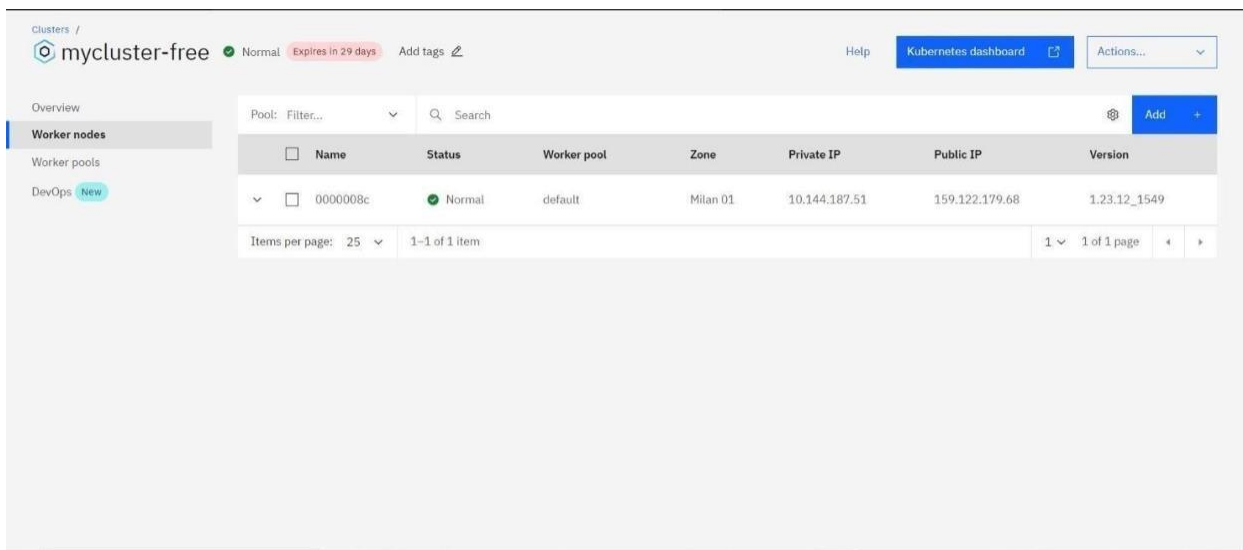 Clusters /
mycluster-free Normal Expires in 29 days Add tags Help Kubernetes dashboard Actions...
Overview
Worker nodes
Worker pools
DevOps New
Pool: Filter... Search Add +
Name Status Worker pool Zone Private IP Public IP Version
0000008c Normal default Milan 01 10.144.187.51 159.122.179.68 1.23.12_1549
Items per page: 25 1–1 of 1 item 1 1 of 1 page